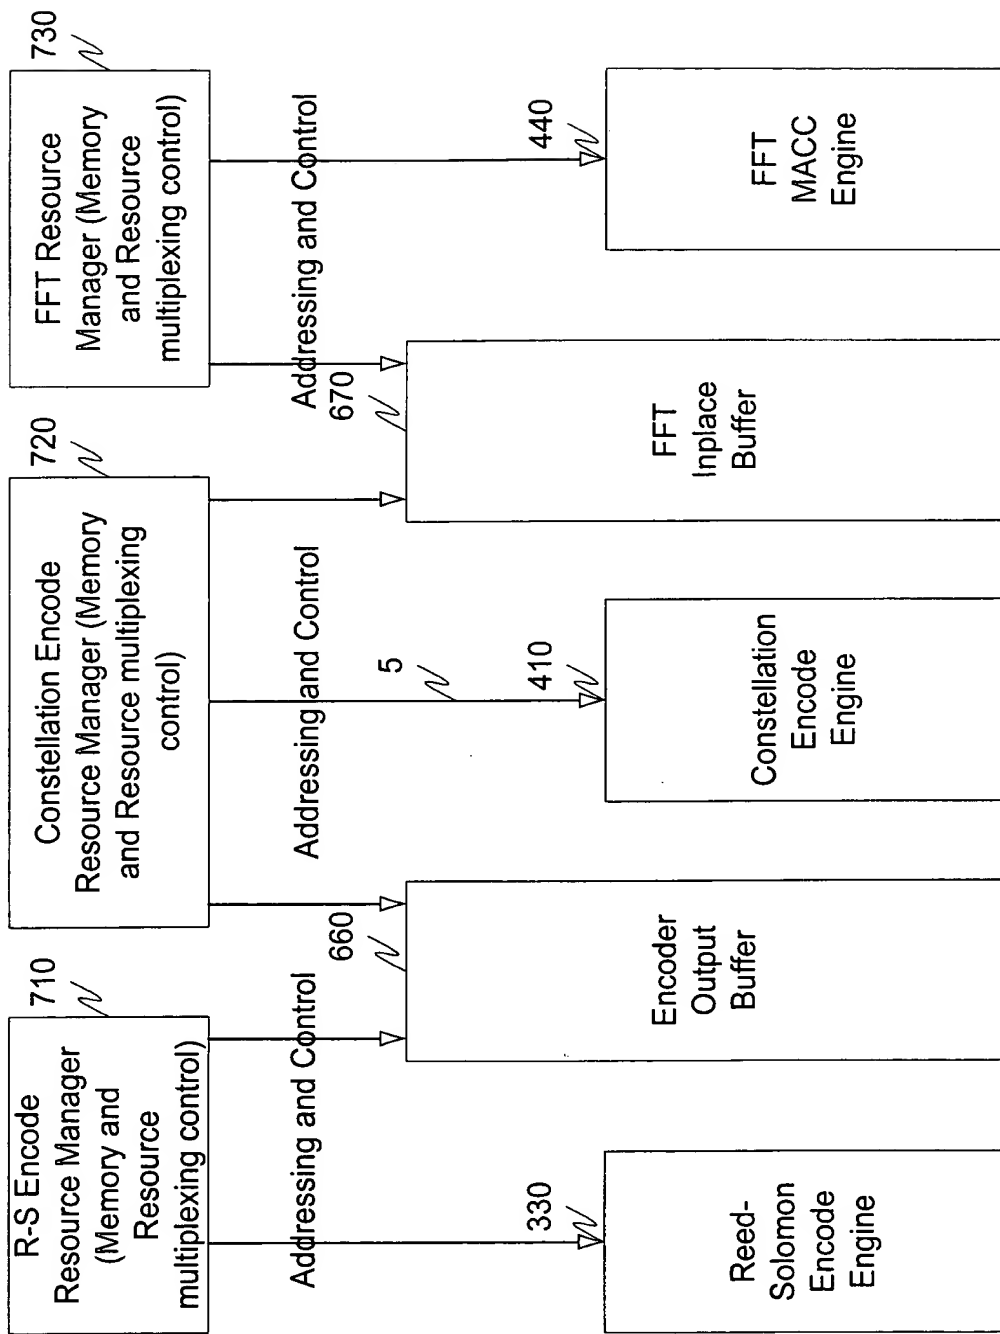 R-S Encode
Resource Manager
(Memory and
Resource
multiplexing control)
710
Constellation Encode
Resource Manager (Memory
and Resource multiplexing
control)
720
FFT Resource
Manager (Memory
and Resource
multiplexing control)
730
Addressing and Control
Addressing and Control
5
Addressing and Control
660
670
330
410
440
Encoder
Output
Buffer
FFT
Inplace
Buffer
Reed-
Solomon
Encode
Engine
Constellation
Encode
Engine
FFT
MACC
Engine